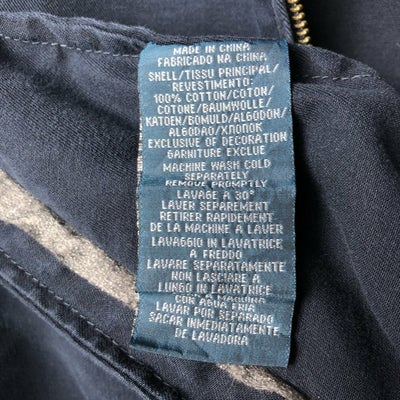 MADE IN CHINA
FABRICADO NA CHINA
SHELL/TISSU PRINCIPAL/
REVESTIMENTO:
100% COTTON/COTON/
COTONE/BAUMWOLLE/
KATOEN/BOMULD/ALGODON/
ALGODAO/ХЛОПОК
EXCLUSIVE OF DECORATION
GARNITURE EXCLUE
MACHINE WASH COLD
SEPARATELY
REMOVE PROMPTLY
LAVAGE A 30°
LAVER SEPAREMENT
RETIRER RAPIDEMENT
DE LA MACHINE A LAVER
LAVAGGIO IN LAVATRICE
A FREDDO
LAVARE SEPARATAMENTE
NON LASCIARE A
LUNGO IN LAVATRICE
LA MAQUINA
CON AGUA FRIA
LAVAR POR SEPARADO
SACAR INMEDIATAMENTE
DE LAVADORA